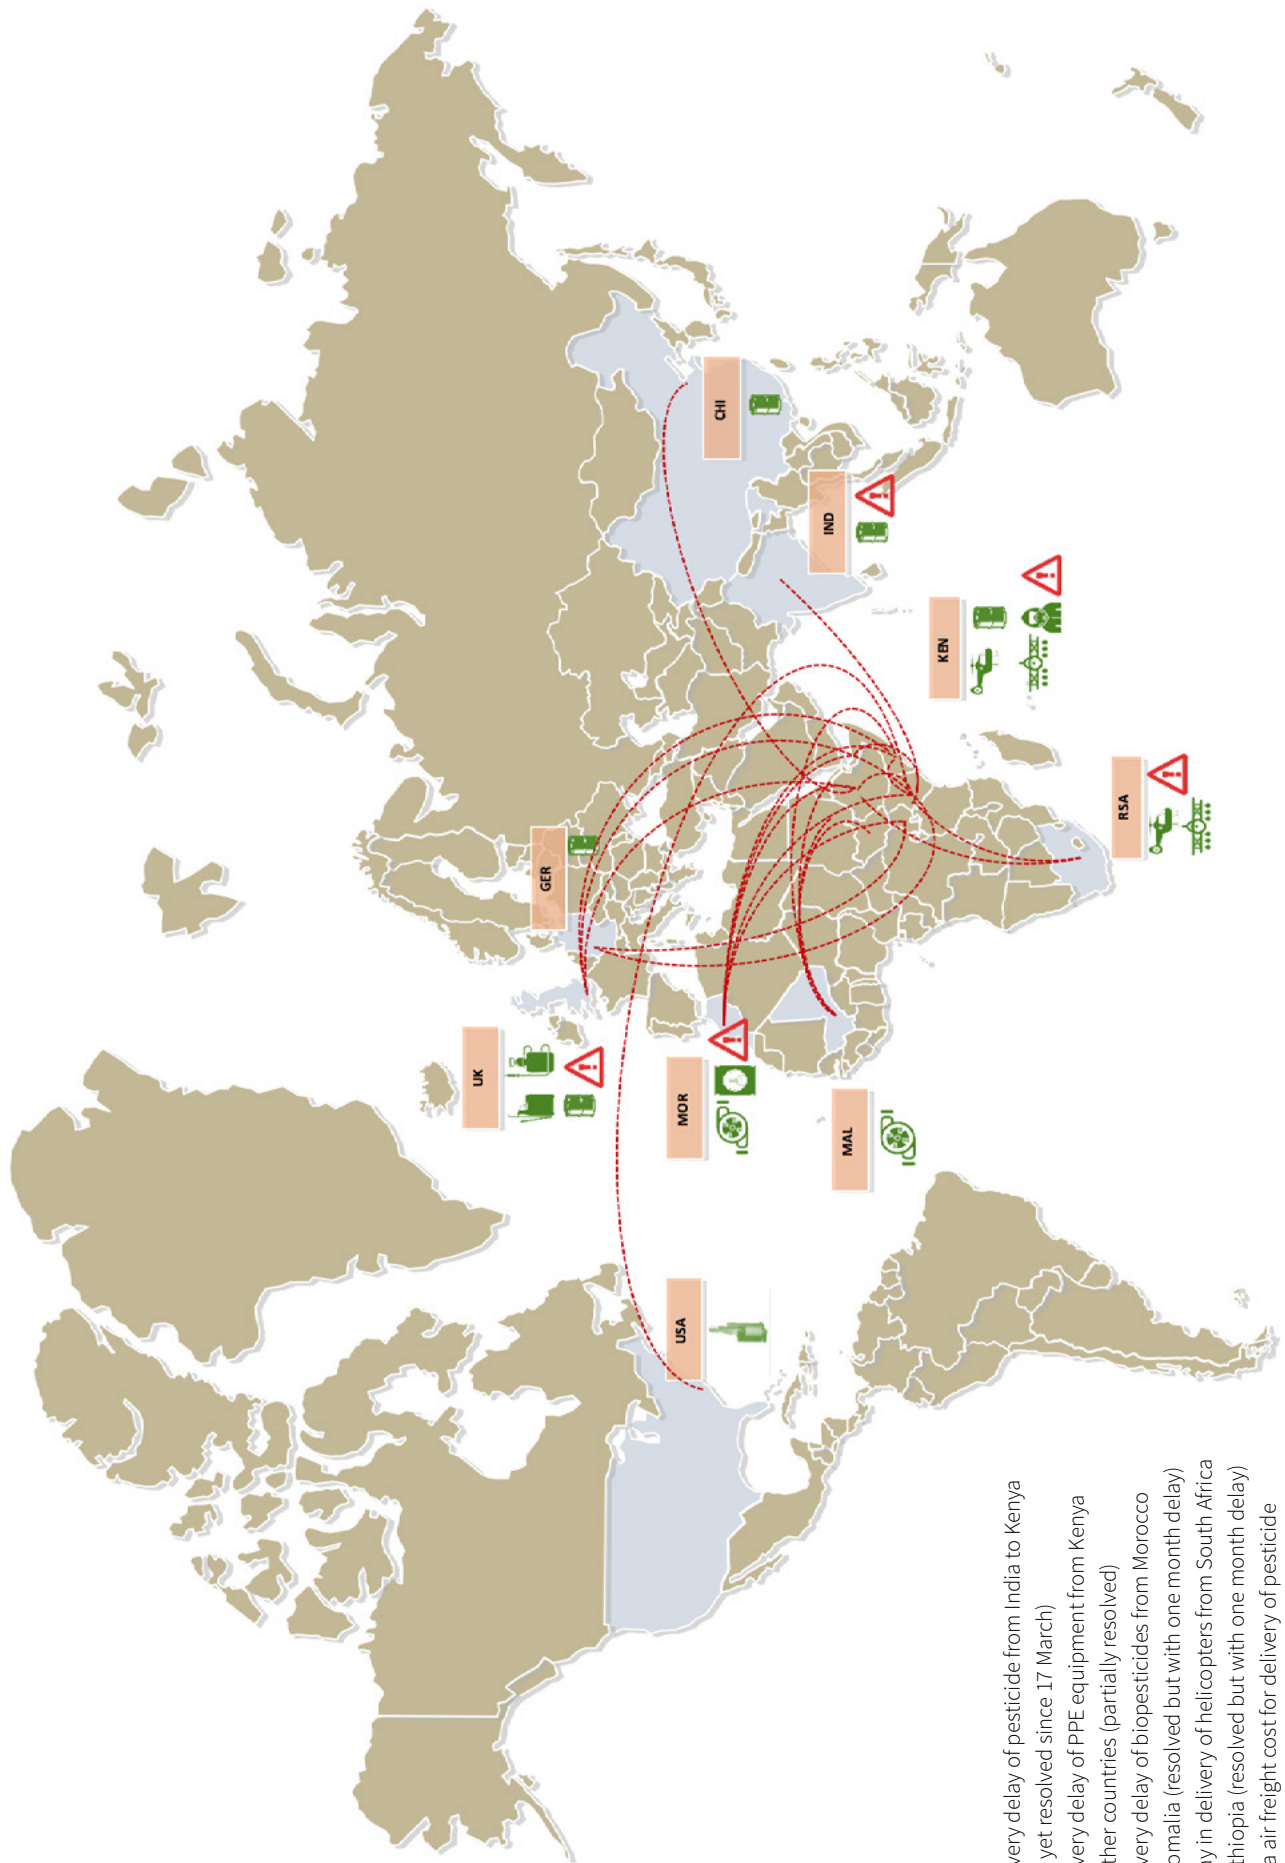 USA
UK
MOR
MAL
GER
RSA
KEN
IND
CHI
very delay of pesticide from India to Kenya
yet resolved since 17 March)
very delay of PPE equipment from Kenya
ther countries (partially resolved)
very delay of biopesticides from Morocco
omalia (resolved but with one month delay)
y in delivery of helicopters from South Africa
thiopia (resolved but with one month delay)
a air freight cost for delivery of pesticide